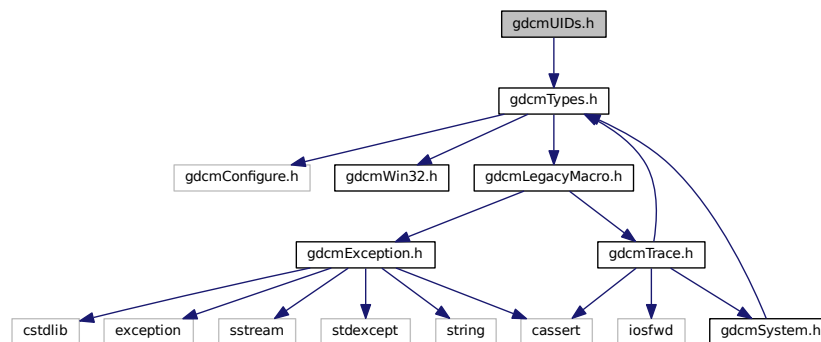 gdcmUIDs.h
gdcmTypes.h
gdcmConfigure.h
gdcmWin32.h
gdcmLegacyMacro.h
gdcmException.h
gdcmTrace.h
cstdlib
exception
sstream
stdexcept
string
cassert
iosfwd
gdcmSystem.h